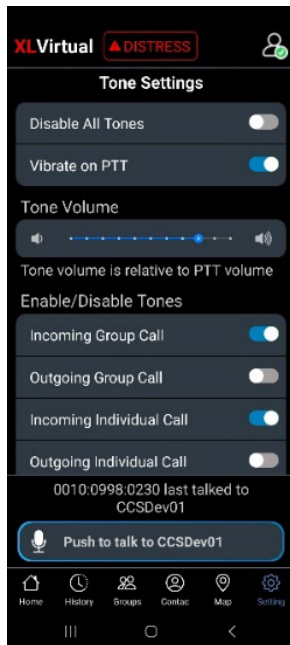 XLVirtual DISTRESS
Tone Settings
Disable All Tones
Vibrate on PTT
Tone Volume
Tone volume is relative to PTT volume
Enable/Disable Tones
Incoming Group Call
Outgoing Group Call
Incoming Individual Call
Outgoing Individual Call
0010:0998:0230 last talked to
CCSDev01
Push to talk to CCSDev01
Home History Groups Contac Map Setting